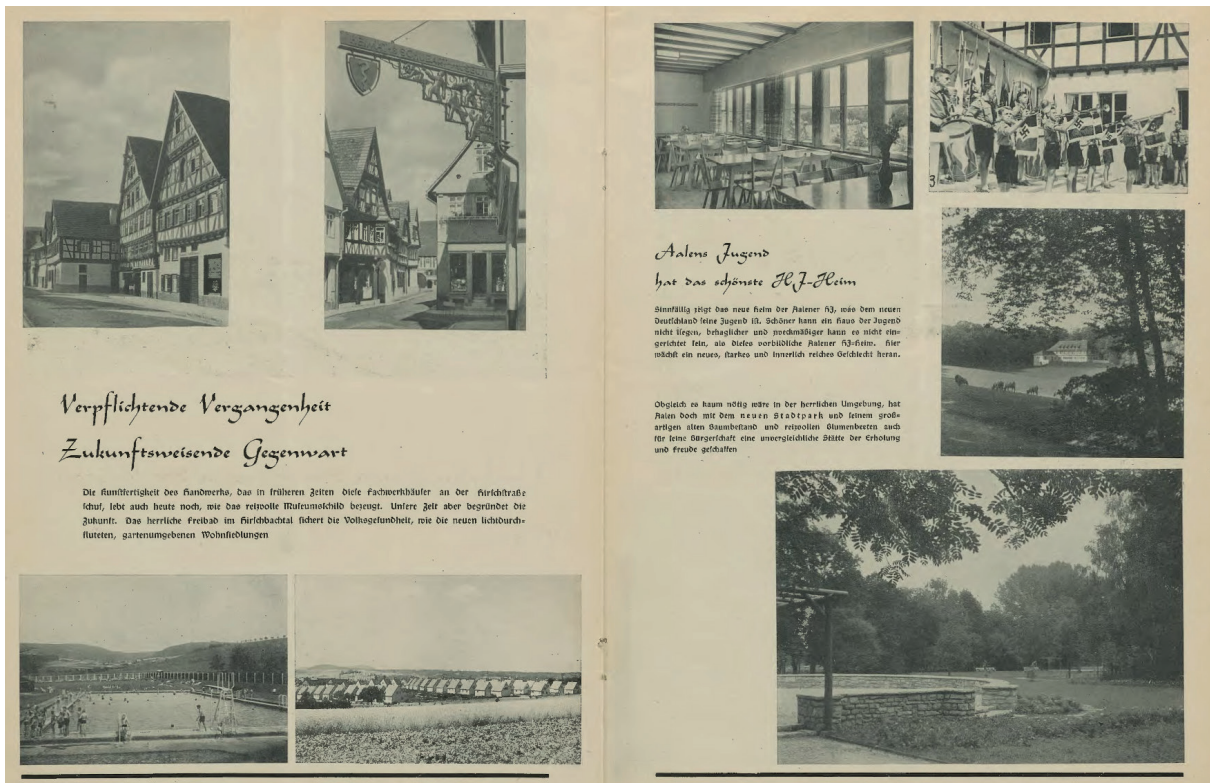 Verpflichtende Vergangenheit
Zukunftsweisende Gegenwart
Die Kunstfertigkeit des Handwerks, das in früheren Zeiten diese Fachwerkhäuser an der Hirschstraße
schuf, lebt auch heute noch, wie das reizvolle Museumschild bezeugt. Unsere Zeit aber begründet die
Zukunft. Das herrliche Freibad im Hirschbachtal sichert die Volksgesundheit, wie die neuen lichtdurch-
fluteten, gartenumgebenen Wohnsiedlungen
3
Aalens Jugend
hat das schönste HJ-Heim
Sinnfällig zeigt das neue Heim der Aalener HJ, was dem neuen
Deutschland seine Jugend ist. Schöner kann ein Haus der Jugend
nicht liegen, behaglicher und zweckmäßiger kann es nicht ein-
gerichtet sein, als dieses vorbildliche Aalener HJ-Heim. Hier
wächst ein neues, starkes und innerlich reiches Geschlecht heran.
Obgleich es kaum nötig wäre in der herrlichen Umgebung, hat
Aalen doch mit dem neuen Stadtpark und seinem groß-
artigen alten Baumbestand und reizvollen Blumenbeeten auch
für seine Bürgerschaft eine unvergleichliche Stätte der Erholung
und Freude geschaffen